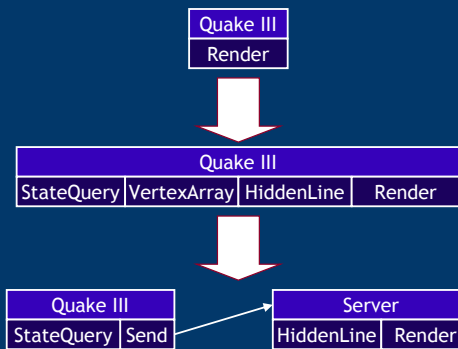 Quake III
Render
Quake III
StateQuery VertexArray HiddenLine Render
Quake III Server
StateQuery Send HiddenLine Render